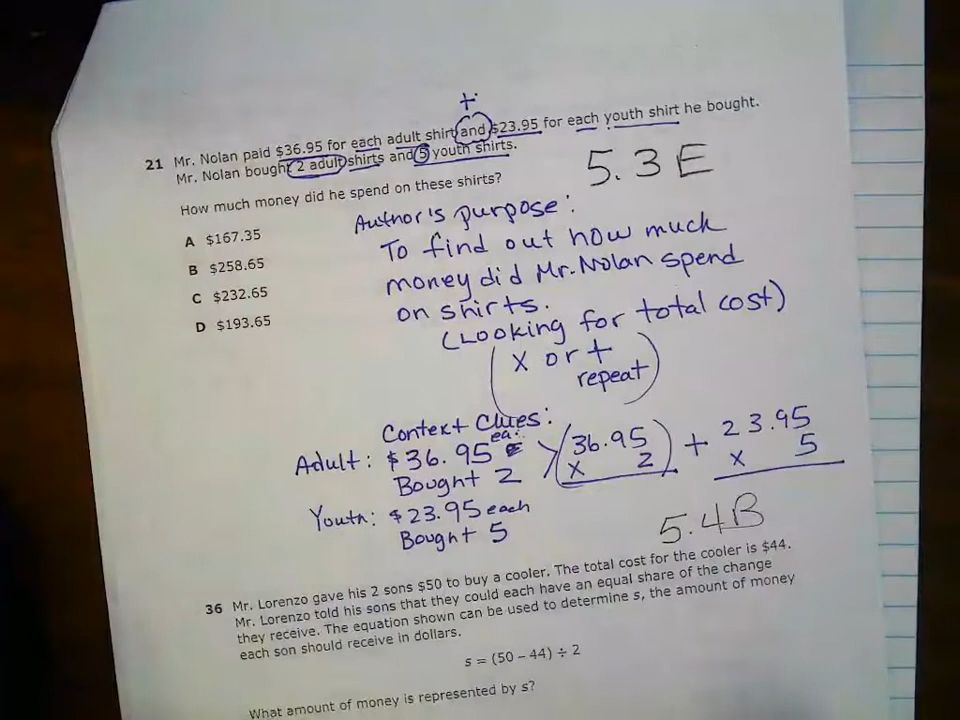 +
21 Mr. Nolan paid $36.95 for each adult shirt and $23.95 for each youth shirt he bought.
Mr. Nolan bought 2 adult shirts and 5 youth shirts.
5.3E
How much money did he spend on these shirts?
A $167.35
B $258.65
C $232.65
D $193.65
Author's purpose:
To find out how much
money did Mr. Nolan spend
on shirts.
(Looking for total cost)
(x or +
repeat)
Context Clues:
Adult: $36.95 ea.
Bought 2
Youth: $23.95 each
Bought 5
(36.95
x 2)
+ 23.95
x 5
5.4B
36 Mr. Lorenzo gave his 2 sons $50 to buy a cooler. The total cost for the cooler is $44.
Mr. Lorenzo told his sons that they could each have an equal share of the change
they receive. The equation shown can be used to determine s, the amount of money
each son should receive in dollars.
s = (50 – 44) ÷ 2
What amount of money is represented by s?